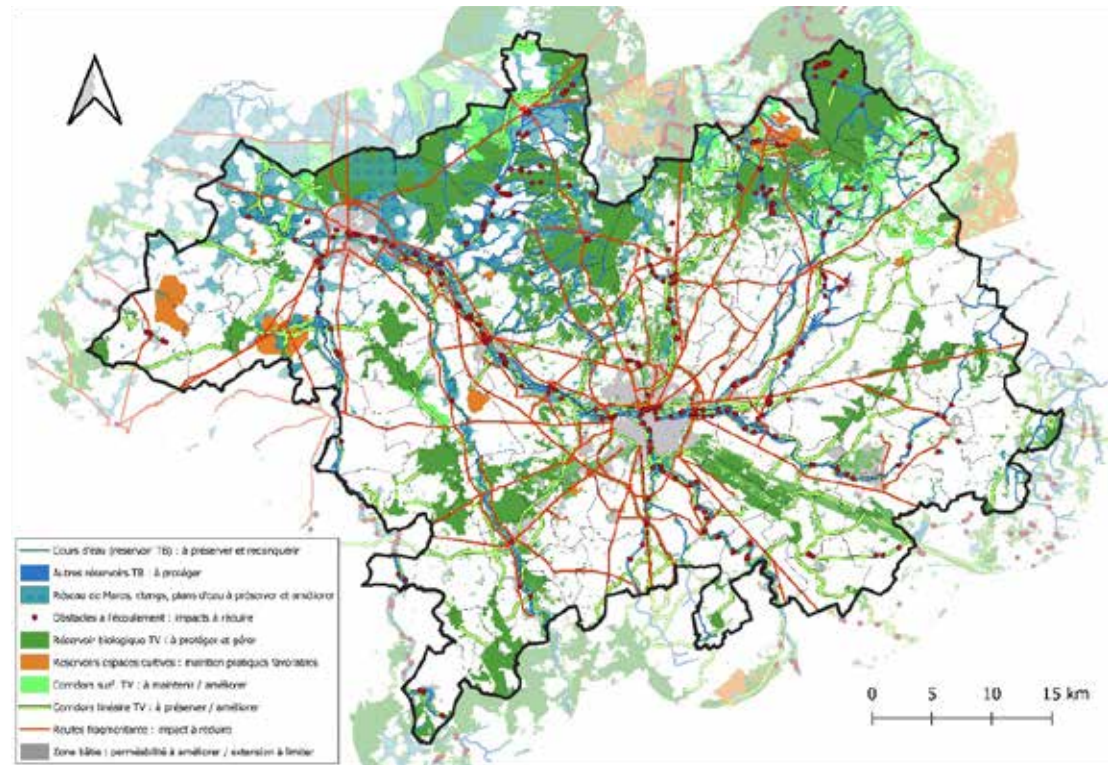 Cours d'eau (réservoir TB) : à préserver et reconquérir
Autres réservoirs TB : à protéger
Réseau de Mares, étangs, plans d'eau à préserver et améliorer
Obstacles à l'écoulement : impacts à réduire
Réservoir biologique TV : à protéger et gérer
Réservoirs espaces cultivés : maintien pratiques favorables
Corridors surf. TV : à maintenir / améliorer
Corridors linéaire TV : à préserver / améliorer
Routes fragmentante : impact à réduire
Zone bâtie : perméabilité à améliorer / extension à limiter
0 5 10 15 km